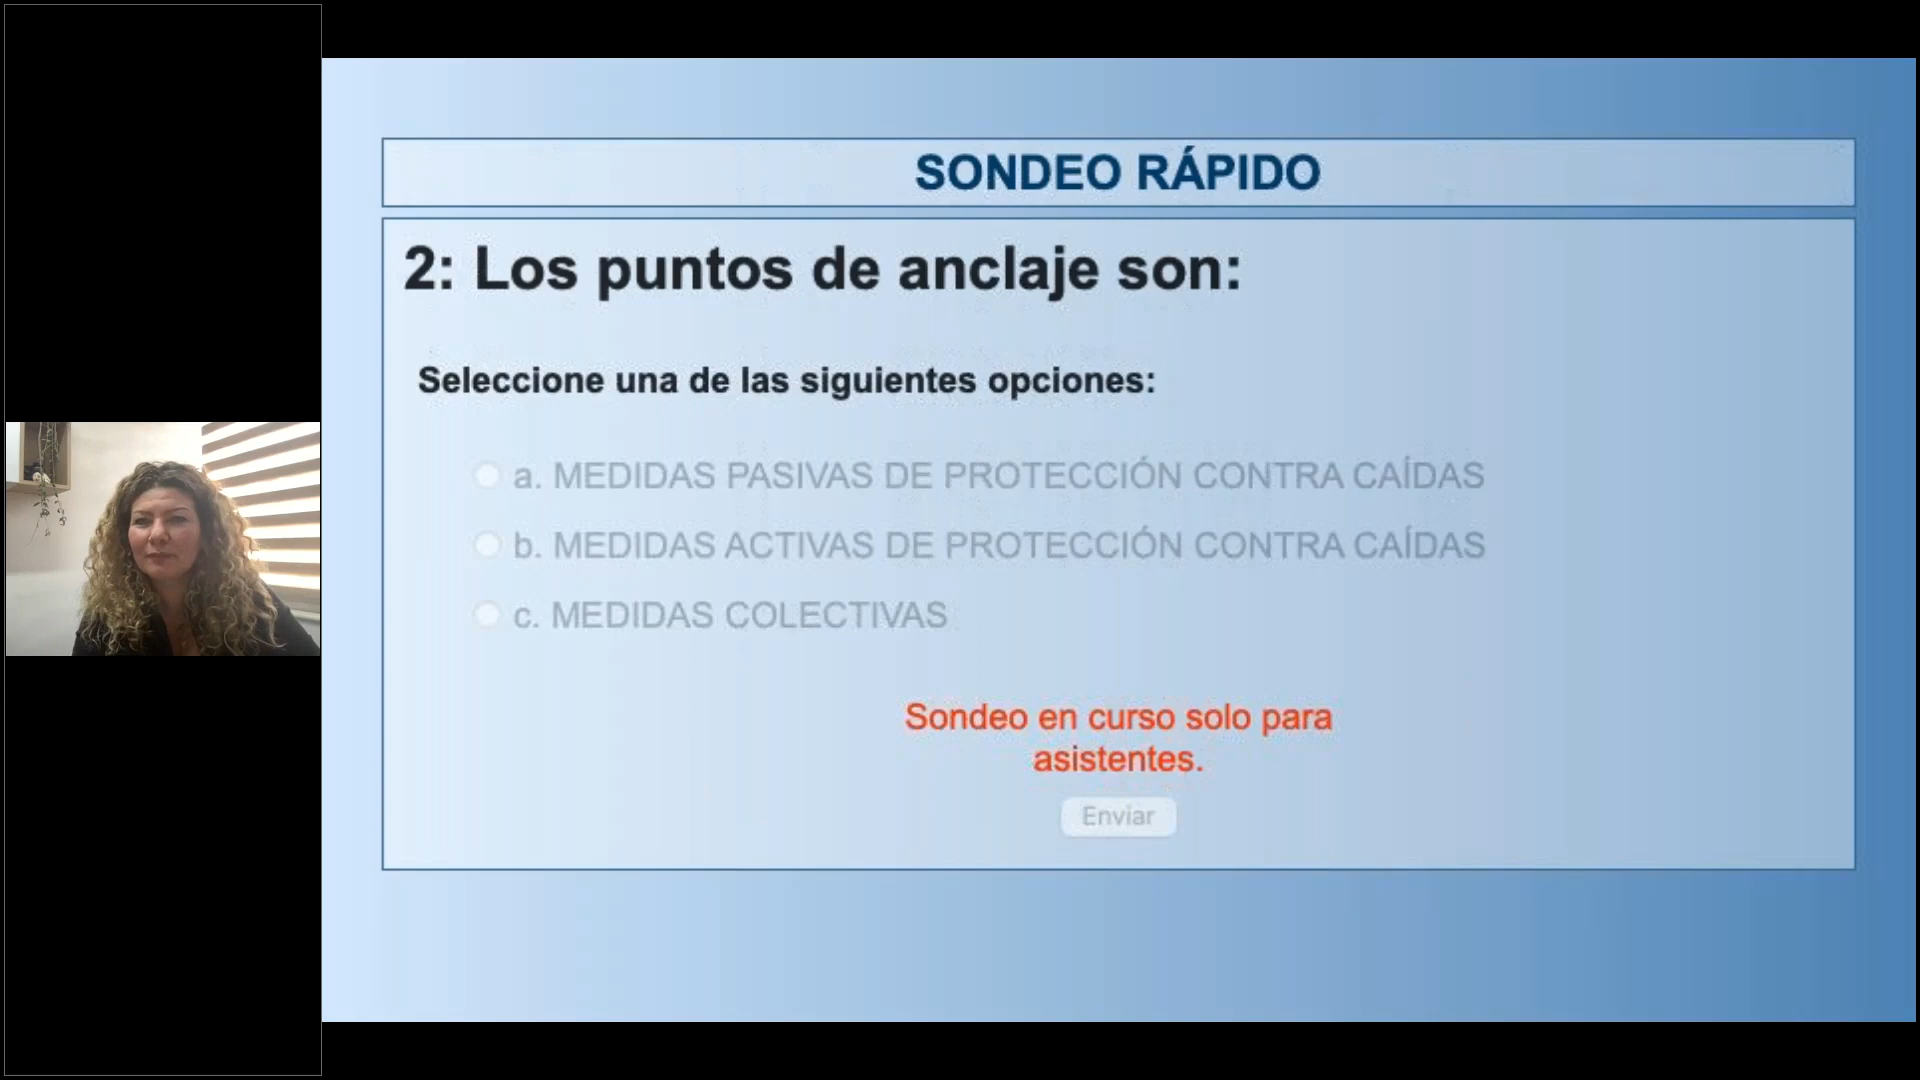 SONDEO RÁPIDO
2: Los puntos de anclaje son:
Seleccione una de las siguientes opciones:
a. MEDIDAS PASIVAS DE PROTECCIÓN CONTRA CAÍDAS
b. MEDIDAS ACTIVAS DE PROTECCIÓN CONTRA CAÍDAS
c. MEDIDAS COLECTIVAS
Sondeo en curso solo para
asistentes.
Enviar